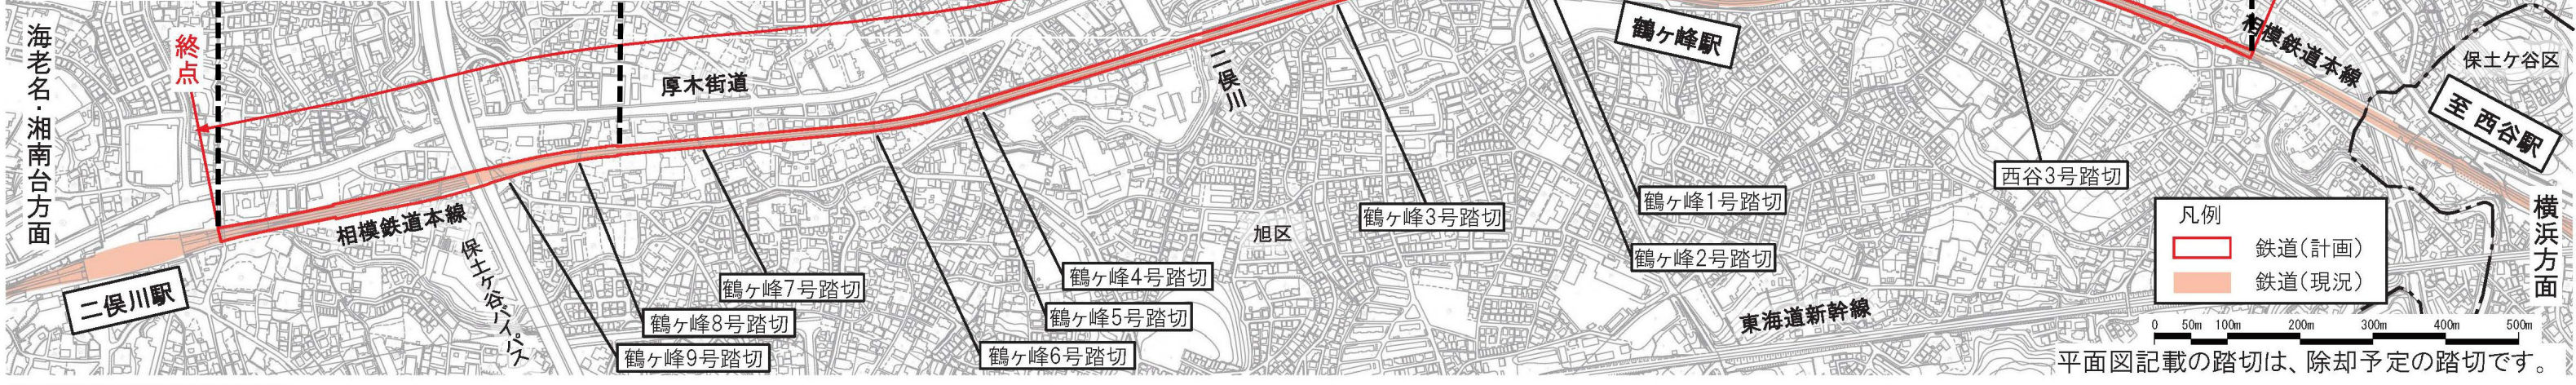 海老名・湘南台方面
終点
二俣川駅
相模鉄道本線
保土ケ谷バイパス
厚木街道
二俣川
鶴ヶ峰駅
相模鉄道本線
保土ケ谷区
至 西谷駅
横浜方面
鶴ヶ峰9号踏切
鶴ヶ峰8号踏切
鶴ヶ峰7号踏切
鶴ヶ峰6号踏切
鶴ヶ峰5号踏切
鶴ヶ峰4号踏切
旭区
鶴ヶ峰3号踏切
鶴ヶ峰1号踏切
鶴ヶ峰2号踏切
西谷3号踏切
東海道新幹線
凡例
鉄道(計画)
鉄道(現況)
0 50m 100m 200m 300m 400m 500m
平面図記載の踏切は、除却予定の踏切です。